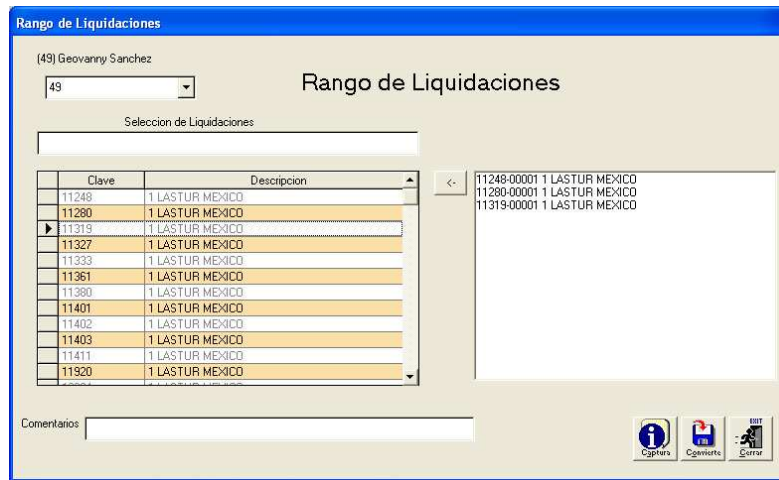 Rango de Liquidaciones
(49) Geovanny Sanchez
49
Rango de Liquidaciones
Seleccion de Liquidaciones
Clave Descripcion
11248 1 LASTUR MEXICO
11280 1 LASTUR MEXICO
11319 1 LASTUR MEXICO
11327 1 LASTUR MEXICO
11333 1 LASTUR MEXICO
11361 1 LASTUR MEXICO
11380 1 LASTUR MEXICO
11401 1 LASTUR MEXICO
11402 1 LASTUR MEXICO
11403 1 LASTUR MEXICO
11411 1 LASTUR MEXICO
11920 1 LASTUR MEXICO
1 LASTUR MEXICO
<-
11248-00001 1 LASTUR MEXICO
11280-00001 1 LASTUR MEXICO
11319-00001 1 LASTUR MEXICO
Comentarios
Captura
Convierte
EXIT
Cerrar